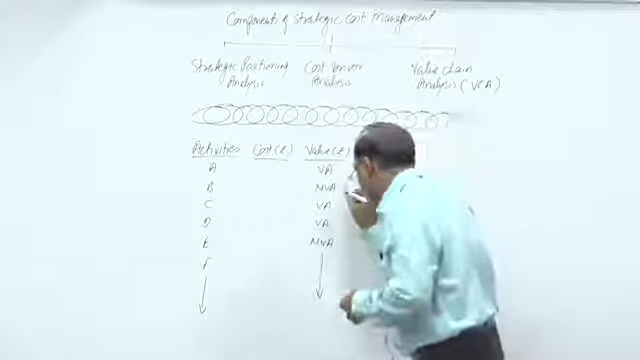 Components of Strategic Cost Management
Strategic Positioning Analysis
Cost Driver Analysis
Value Chain Analysis (VCA)
Activities Cost(₹) Value(₹)
A VA
B NVA
C VA
D VA
E NVA
F